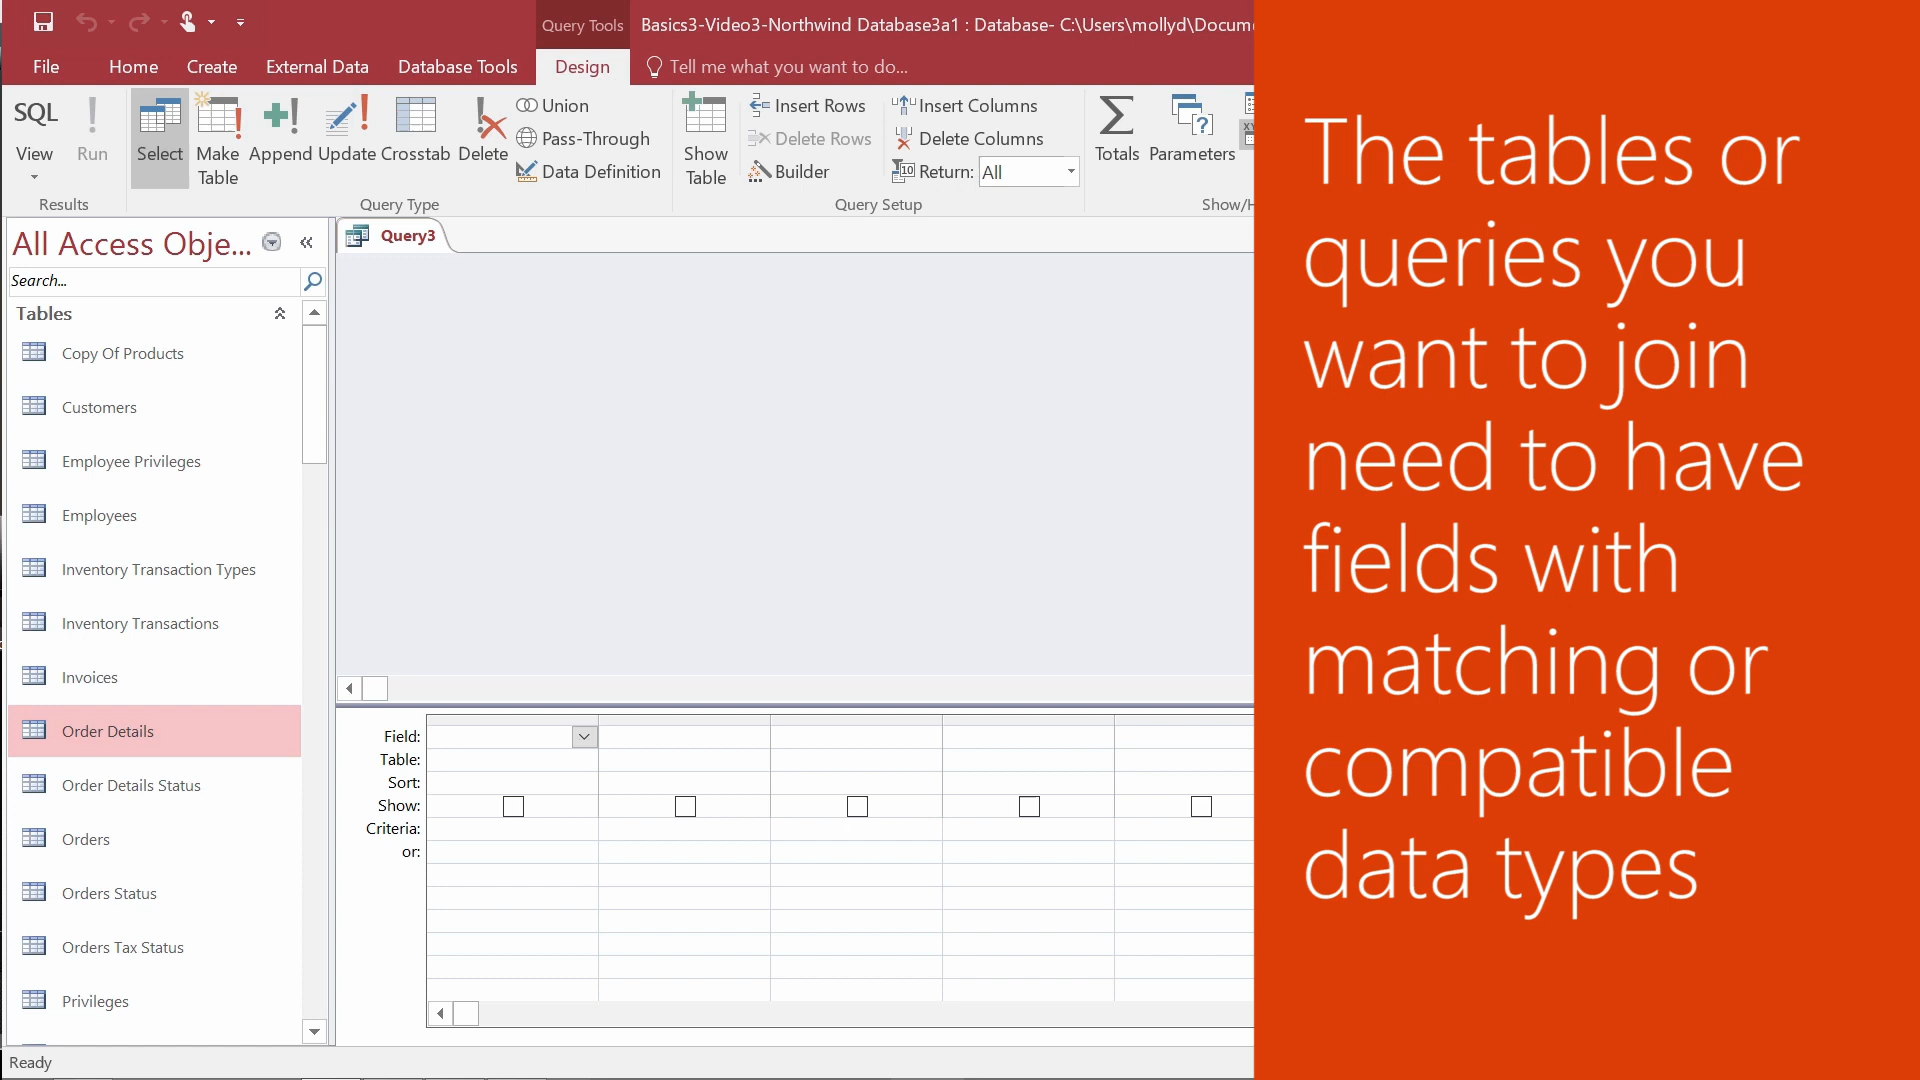 Query Tools
Basics3-Video3-Northwind Database3a1 : Database- C:\Users\mollyd\Docum
File
Home
Create
External Data
Database Tools
Design
Tell me what you want to do...
SQL
View
Run
Select
Make
Table
Append
Update
Crosstab
Delete
Union
Pass-Through
Data Definition
Show
Table
Insert Rows
Delete Rows
Builder
Insert Columns
Delete Columns
10
Return:
All
Totals
Parameters
Results
Query Type
Query Setup
Show/H
All Access Obje...
Search...
Tables
Copy Of Products
Customers
Employee Privileges
Employees
Inventory Transaction Types
Inventory Transactions
Invoices
Order Details
Order Details Status
Orders
Orders Status
Orders Tax Status
Privileges
Query3
Field:
Table:
Sort:
Show:
Criteria:
or:
Ready
The tables or
queries you
want to join
need to have
fields with
matching or
compatible
data types